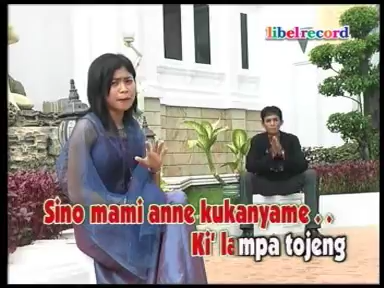 libelrecord
Sino mami anne kukanyame . .
Ki' lampa tojeng